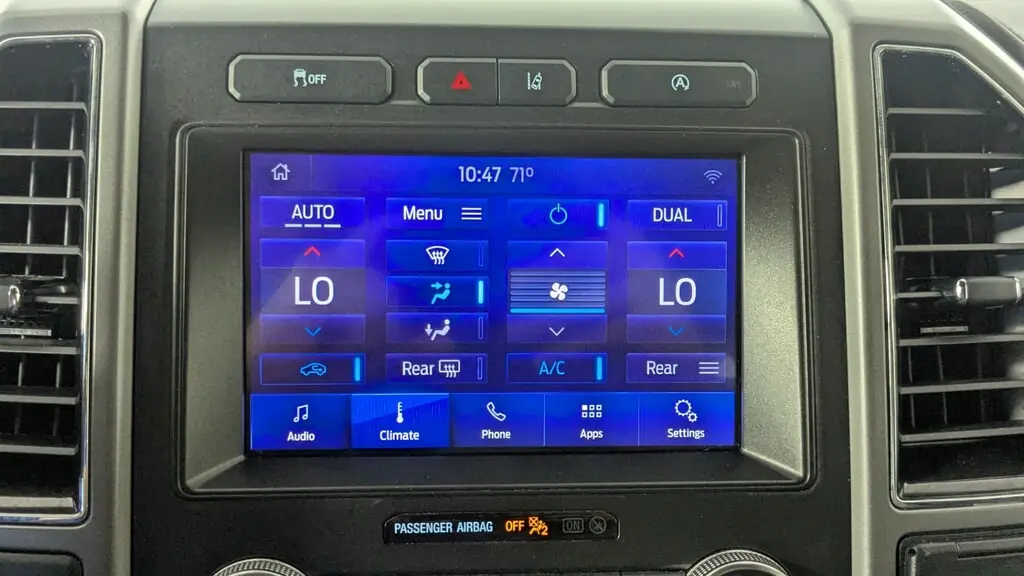 OFF
A
10:47 71°
AUTO Menu DUAL
LO LO
Rear A/C Rear
Audio Climate Phone Apps Settings
PASSENGER AIRBAG OFF 2 ON